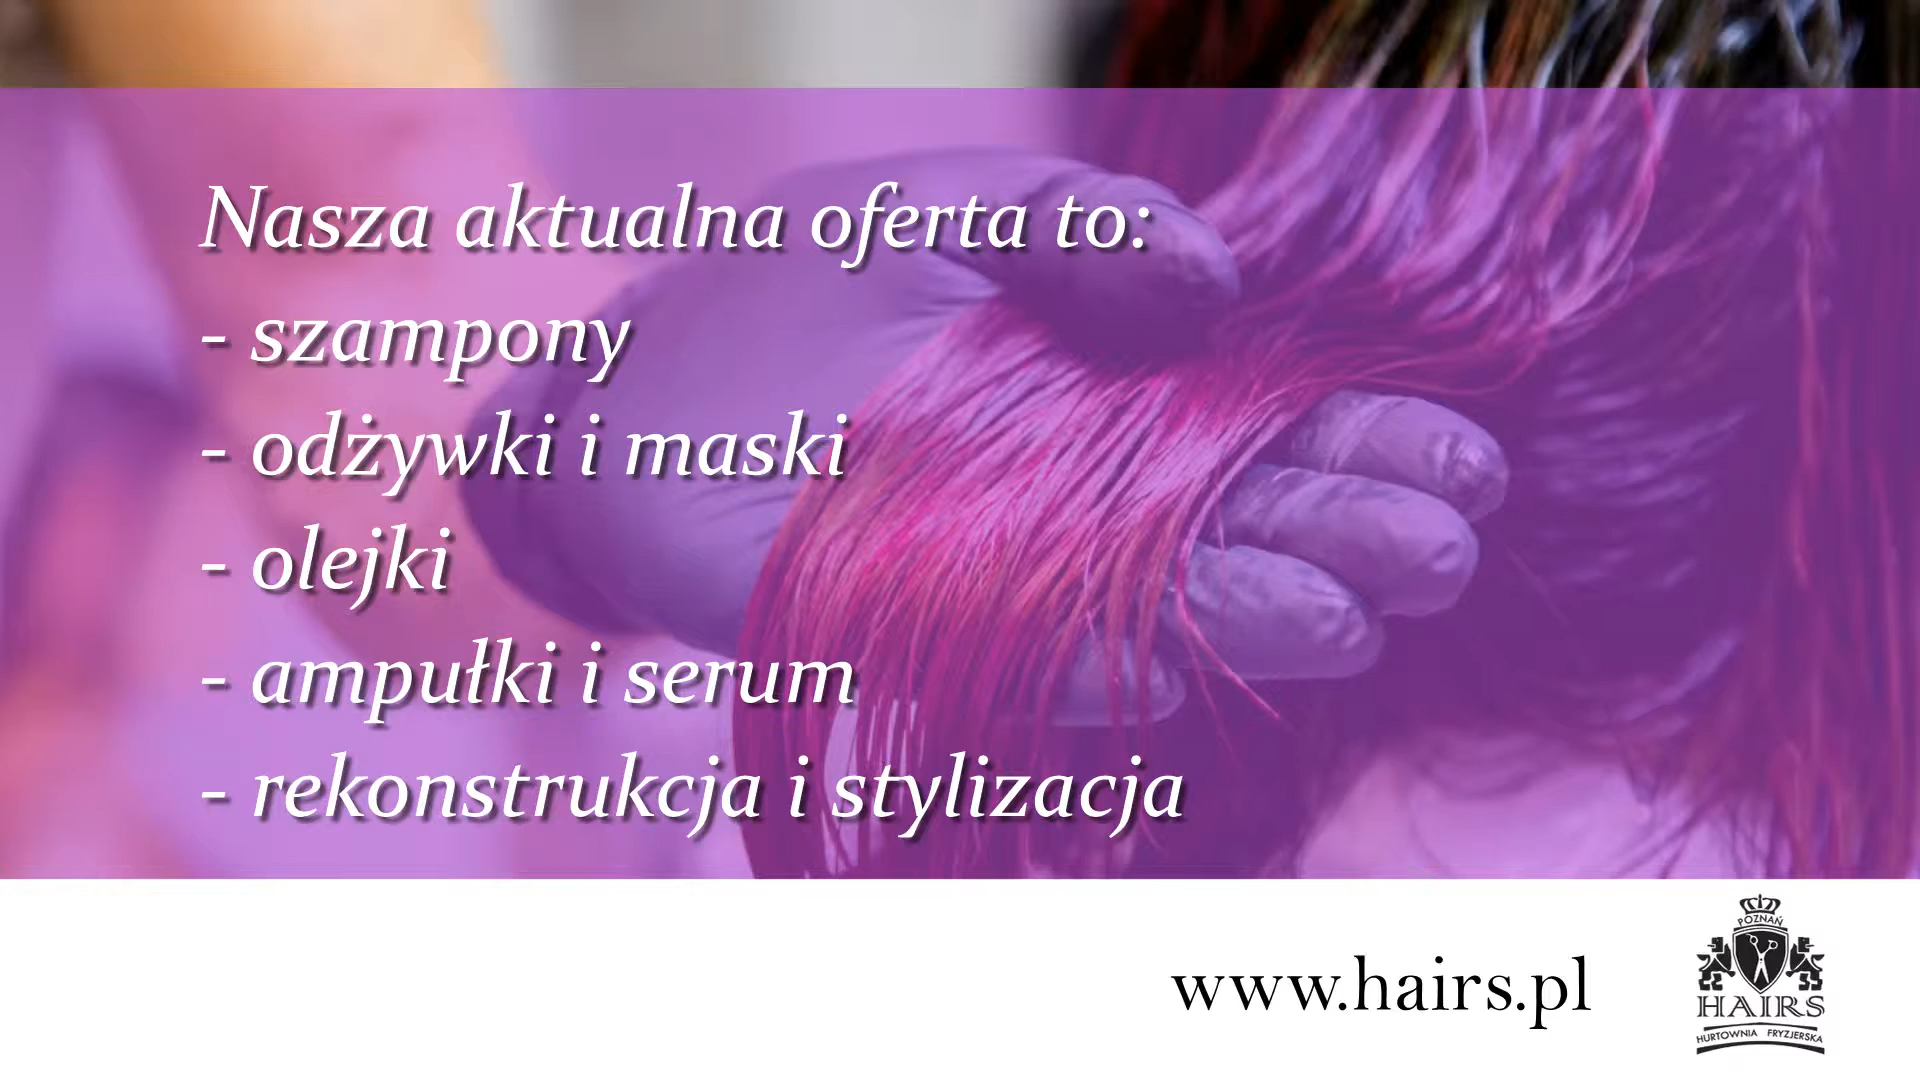 Nasza aktualna oferta to:
- szampony
- odżywki i maski
- olejki
- ampułki i serum
- rekonstrukcja i stylizacja
www.hairs.pl
POZNAŃ
HAIRS
HURTOWNIA FRYZJERSKA